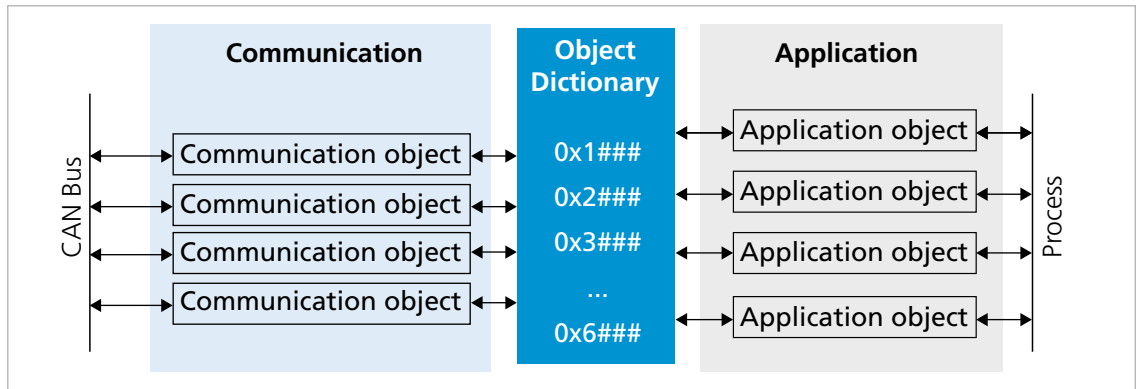 Communication
Object
Dictionary
Application
CAN Bus
Communication object
Communication object
Communication object
Communication object
0x1###
0x2###
0x3###
...
0x6###
Application object
Application object
Application object
Application object
Process